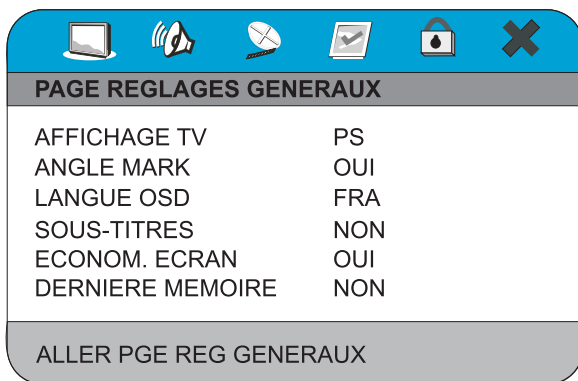 PAGE REGLAGES GENERAUX
AFFICHAGE TV PS
ANGLE MARK OUI
LANGUE OSD FRA
SOUS-TITRES NON
ECONOM. ECRAN OUI
DERNIERE MEMOIRE NON
ALLER PGE REG GENERAUX